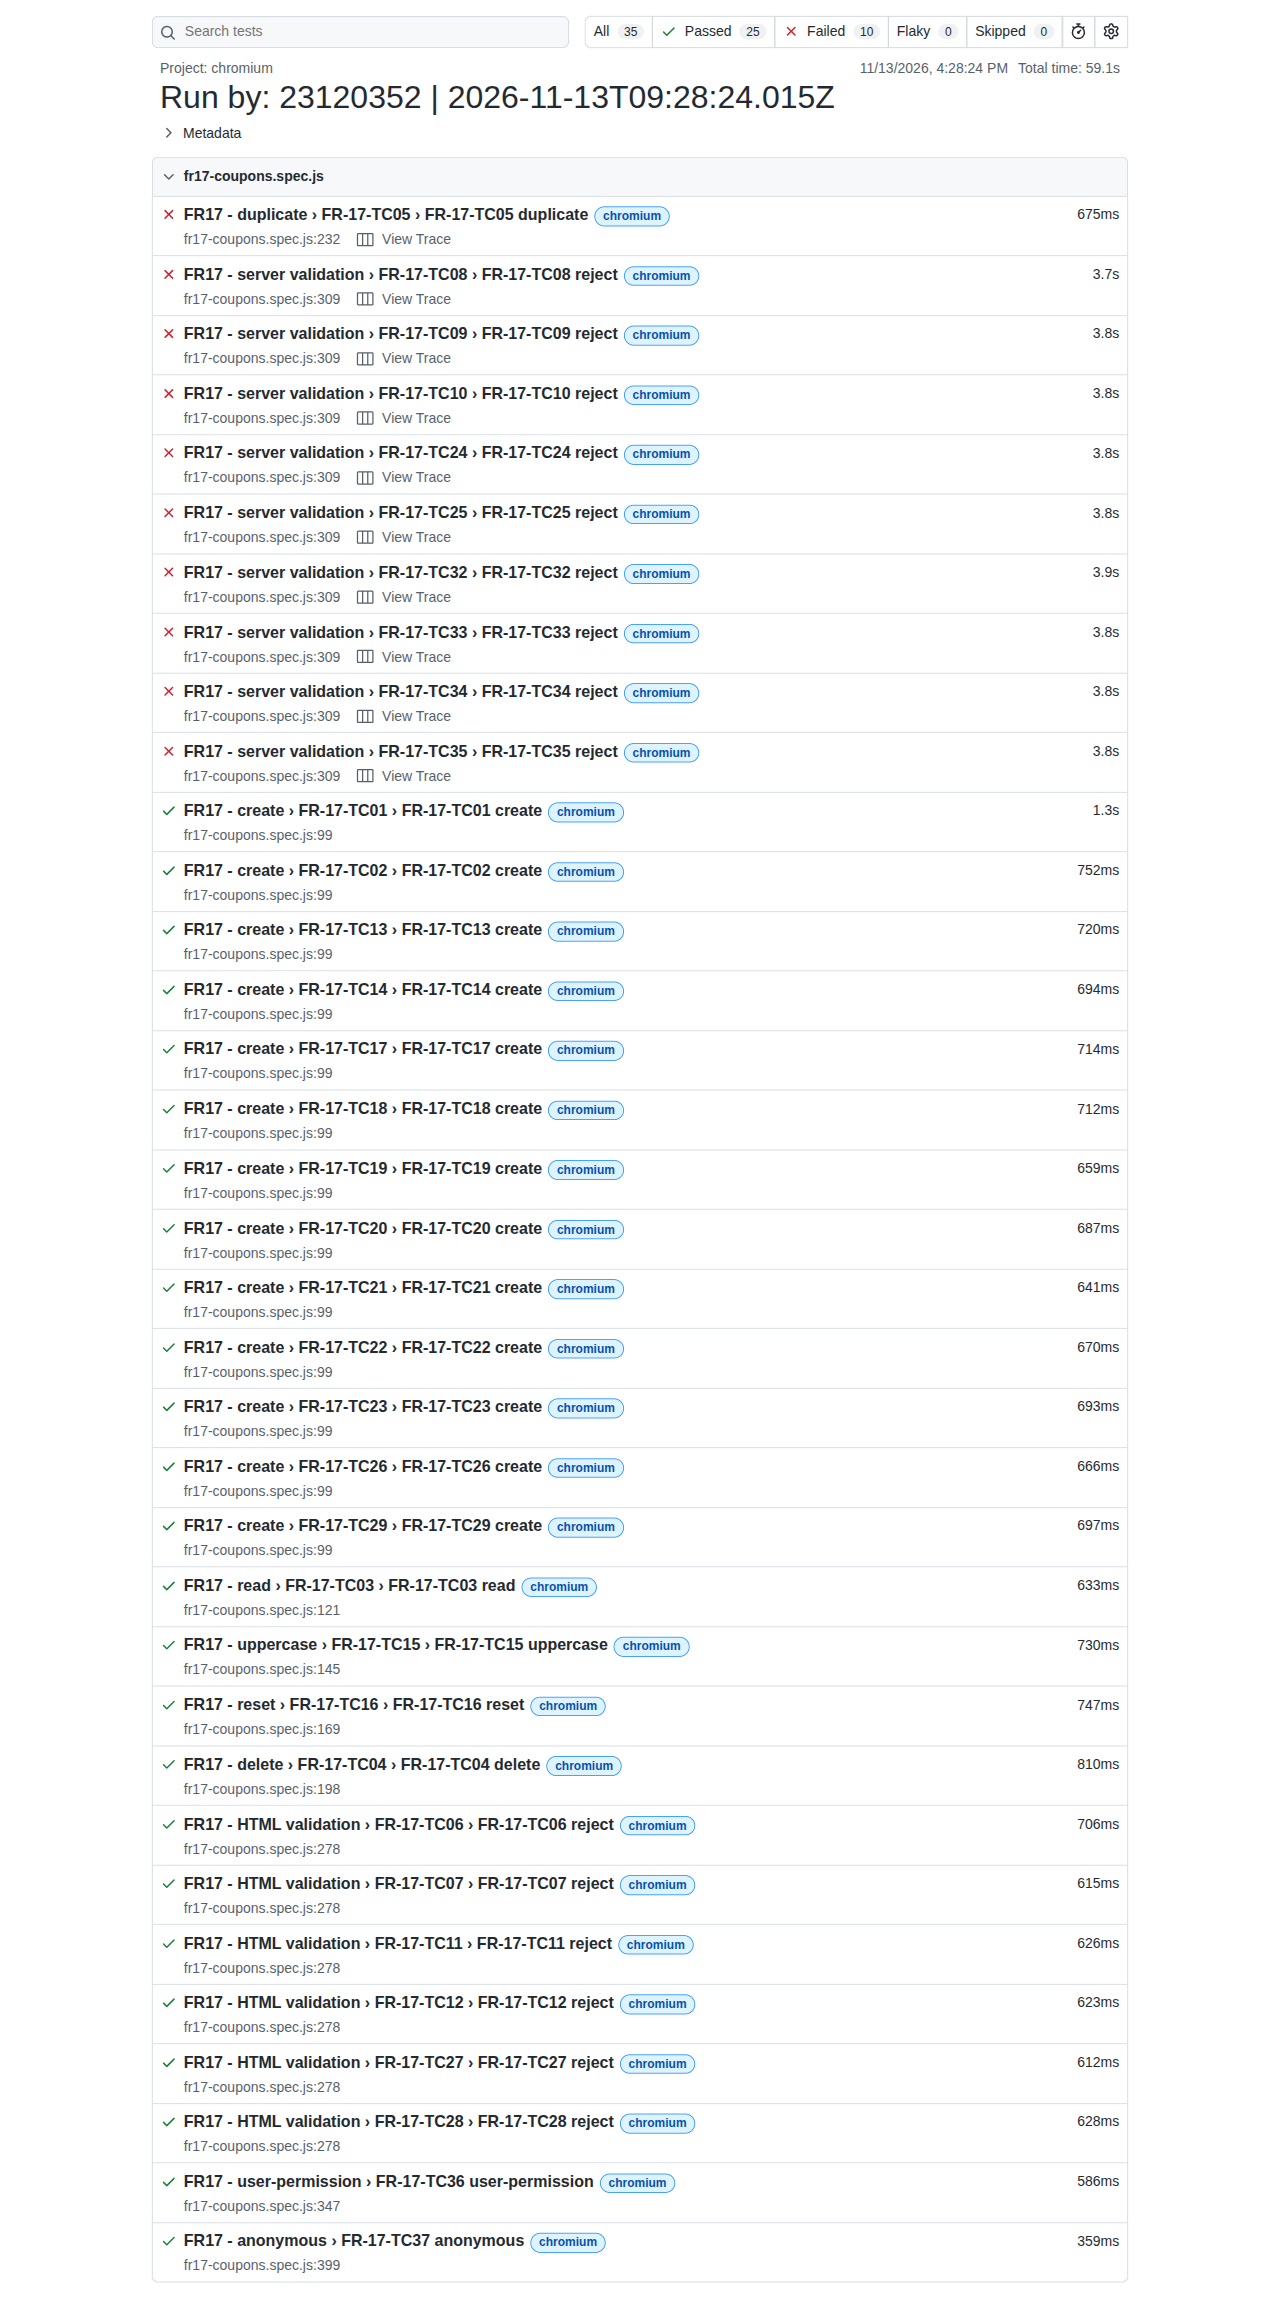 Search tests
All 35 Passed 25 Failed 10 Flaky 0 Skipped 0
Project: chromium 11/13/2026, 4:28:24 PM Total time: 59.1s
Run by: 23120352 | 2026-11-13T09:28:24.015Z
Metadata
fr17-coupons.spec.js
FR17 - duplicate › FR-17-TC05 › FR-17-TC05 duplicate chromium 675ms
fr17-coupons.spec.js:232 View Trace
FR17 - server validation › FR-17-TC08 › FR-17-TC08 reject chromium 3.7s
fr17-coupons.spec.js:309 View Trace
FR17 - server validation › FR-17-TC09 › FR-17-TC09 reject chromium 3.8s
fr17-coupons.spec.js:309 View Trace
FR17 - server validation › FR-17-TC10 › FR-17-TC10 reject chromium 3.8s
fr17-coupons.spec.js:309 View Trace
FR17 - server validation › FR-17-TC24 › FR-17-TC24 reject chromium 3.8s
fr17-coupons.spec.js:309 View Trace
FR17 - server validation › FR-17-TC25 › FR-17-TC25 reject chromium 3.8s
fr17-coupons.spec.js:309 View Trace
FR17 - server validation › FR-17-TC32 › FR-17-TC32 reject chromium 3.9s
fr17-coupons.spec.js:309 View Trace
FR17 - server validation › FR-17-TC33 › FR-17-TC33 reject chromium 3.8s
fr17-coupons.spec.js:309 View Trace
FR17 - server validation › FR-17-TC34 › FR-17-TC34 reject chromium 3.8s
fr17-coupons.spec.js:309 View Trace
FR17 - server validation › FR-17-TC35 › FR-17-TC35 reject chromium 3.8s
fr17-coupons.spec.js:309 View Trace
FR17 - create › FR-17-TC01 › FR-17-TC01 create chromium 1.3s
fr17-coupons.spec.js:99
FR17 - create › FR-17-TC02 › FR-17-TC02 create chromium 752ms
fr17-coupons.spec.js:99
FR17 - create › FR-17-TC13 › FR-17-TC13 create chromium 720ms
fr17-coupons.spec.js:99
FR17 - create › FR-17-TC14 › FR-17-TC14 create chromium 694ms
fr17-coupons.spec.js:99
FR17 - create › FR-17-TC17 › FR-17-TC17 create chromium 714ms
fr17-coupons.spec.js:99
FR17 - create › FR-17-TC18 › FR-17-TC18 create chromium 712ms
fr17-coupons.spec.js:99
FR17 - create › FR-17-TC19 › FR-17-TC19 create chromium 659ms
fr17-coupons.spec.js:99
FR17 - create › FR-17-TC20 › FR-17-TC20 create chromium 687ms
fr17-coupons.spec.js:99
FR17 - create › FR-17-TC21 › FR-17-TC21 create chromium 641ms
fr17-coupons.spec.js:99
FR17 - create › FR-17-TC22 › FR-17-TC22 create chromium 670ms
fr17-coupons.spec.js:99
FR17 - create › FR-17-TC23 › FR-17-TC23 create chromium 693ms
fr17-coupons.spec.js:99
FR17 - create › FR-17-TC26 › FR-17-TC26 create chromium 666ms
fr17-coupons.spec.js:99
FR17 - create › FR-17-TC29 › FR-17-TC29 create chromium 697ms
fr17-coupons.spec.js:99
FR17 - read › FR-17-TC03 › FR-17-TC03 read chromium 633ms
fr17-coupons.spec.js:121
FR17 - uppercase › FR-17-TC15 › FR-17-TC15 uppercase chromium 730ms
fr17-coupons.spec.js:145
FR17 - reset › FR-17-TC16 › FR-17-TC16 reset chromium 747ms
fr17-coupons.spec.js:169
FR17 - delete › FR-17-TC04 › FR-17-TC04 delete chromium 810ms
fr17-coupons.spec.js:198
FR17 - HTML validation › FR-17-TC06 › FR-17-TC06 reject chromium 706ms
fr17-coupons.spec.js:278
FR17 - HTML validation › FR-17-TC07 › FR-17-TC07 reject chromium 615ms
fr17-coupons.spec.js:278
FR17 - HTML validation › FR-17-TC11 › FR-17-TC11 reject chromium 626ms
fr17-coupons.spec.js:278
FR17 - HTML validation › FR-17-TC12 › FR-17-TC12 reject chromium 623ms
fr17-coupons.spec.js:278
FR17 - HTML validation › FR-17-TC27 › FR-17-TC27 reject chromium 612ms
fr17-coupons.spec.js:278
FR17 - HTML validation › FR-17-TC28 › FR-17-TC28 reject chromium 628ms
fr17-coupons.spec.js:278
FR17 - user-permission › FR-17-TC36 user-permission chromium 586ms
fr17-coupons.spec.js:347
FR17 - anonymous › FR-17-TC37 anonymous chromium 359ms
fr17-coupons.spec.js:399